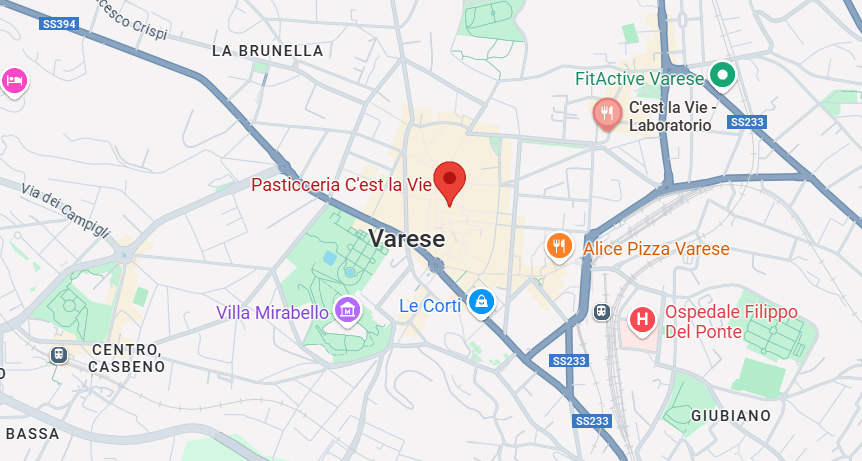 SS394
cesco Crispi
LA BRUNELLA
FitActive Varese
C'est la Vie -
Laboratorio
SS233
Pasticceria C'est la Vie
Via dei Campigli
Varese
Alice Pizza Varese
Villa Mirabello
Le Corti
Ospedale Filippo
Del Ponte
CENTRO,
CASBENO
SS233
GIUBIANO
SS233
O
BASSA